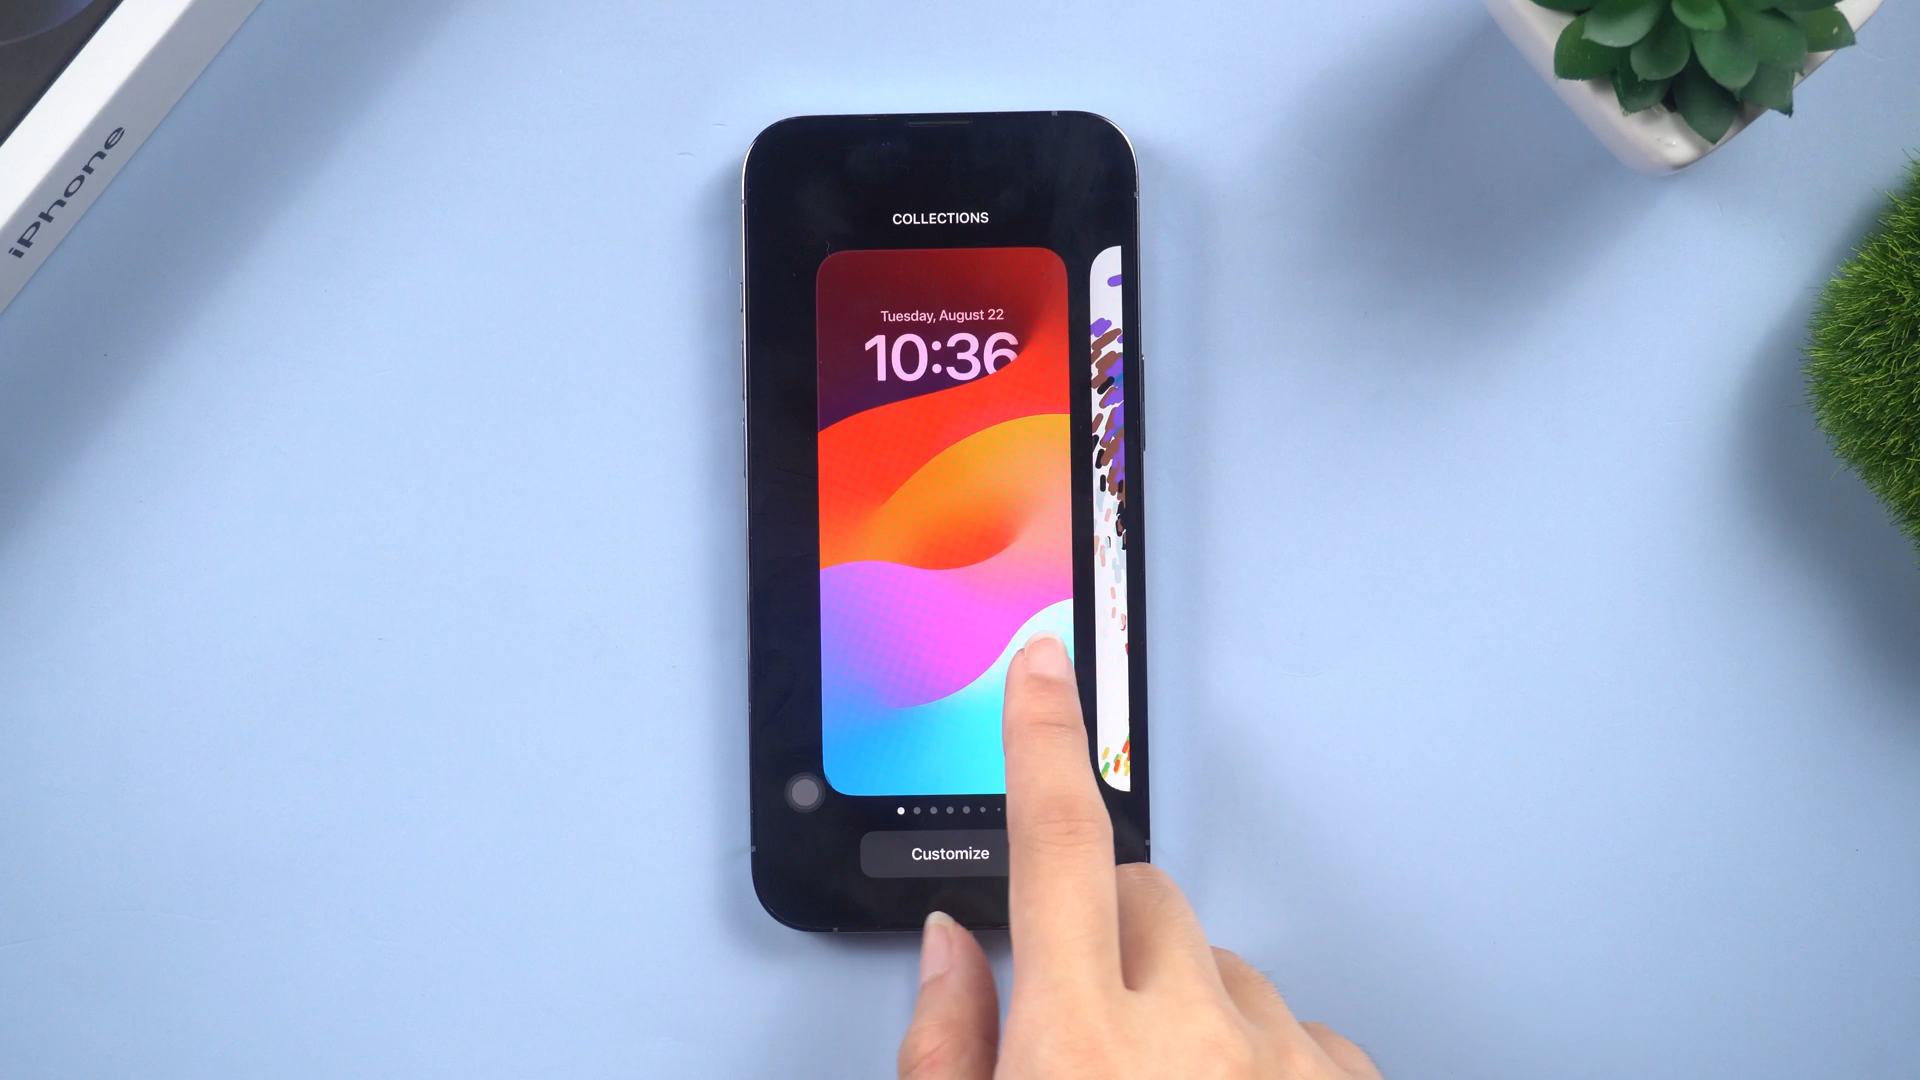 iPhone
COLLECTIONS
Tuesday, August 22
10:36
Customize